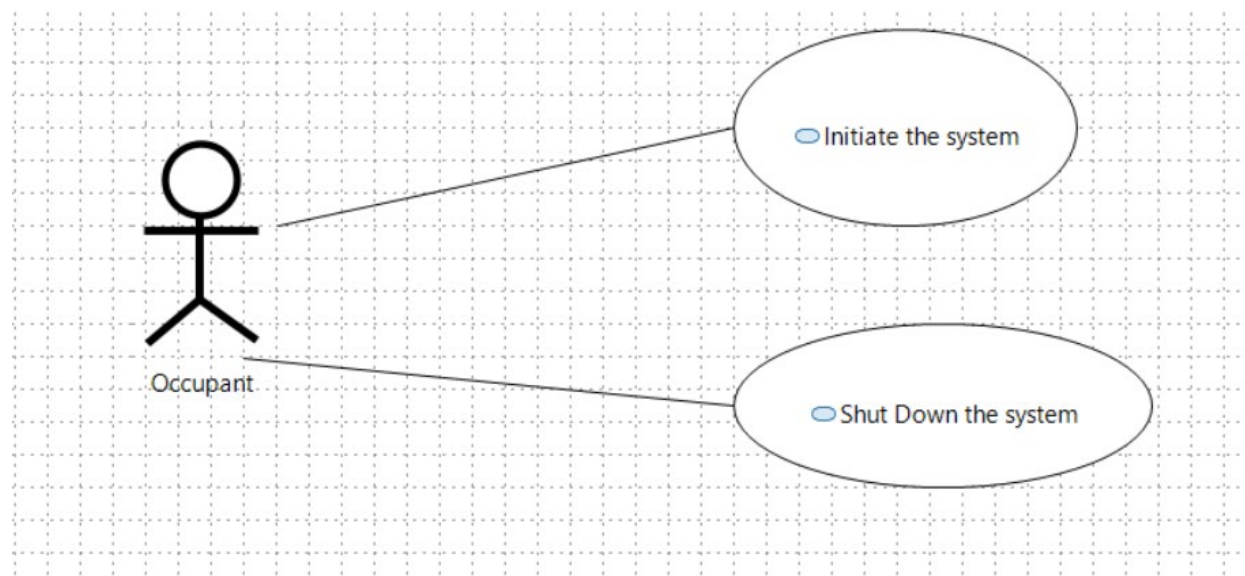 Initiate the system
Occupant
Shut Down the system